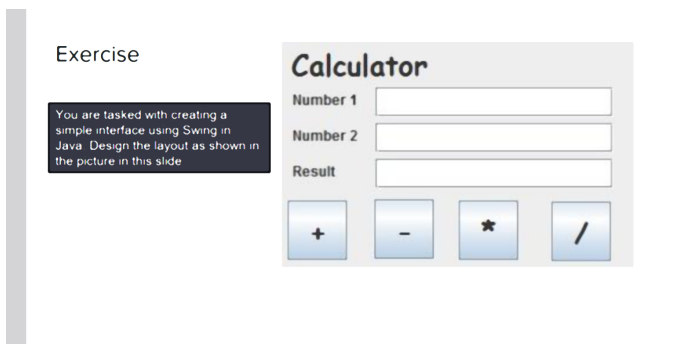 Exercise
You are tasked with creating a
simple interface using Swing in
Java. Design the layout as shown in
the picture in this slide
Calculator
Number 1
Number 2
Result
+ - * /